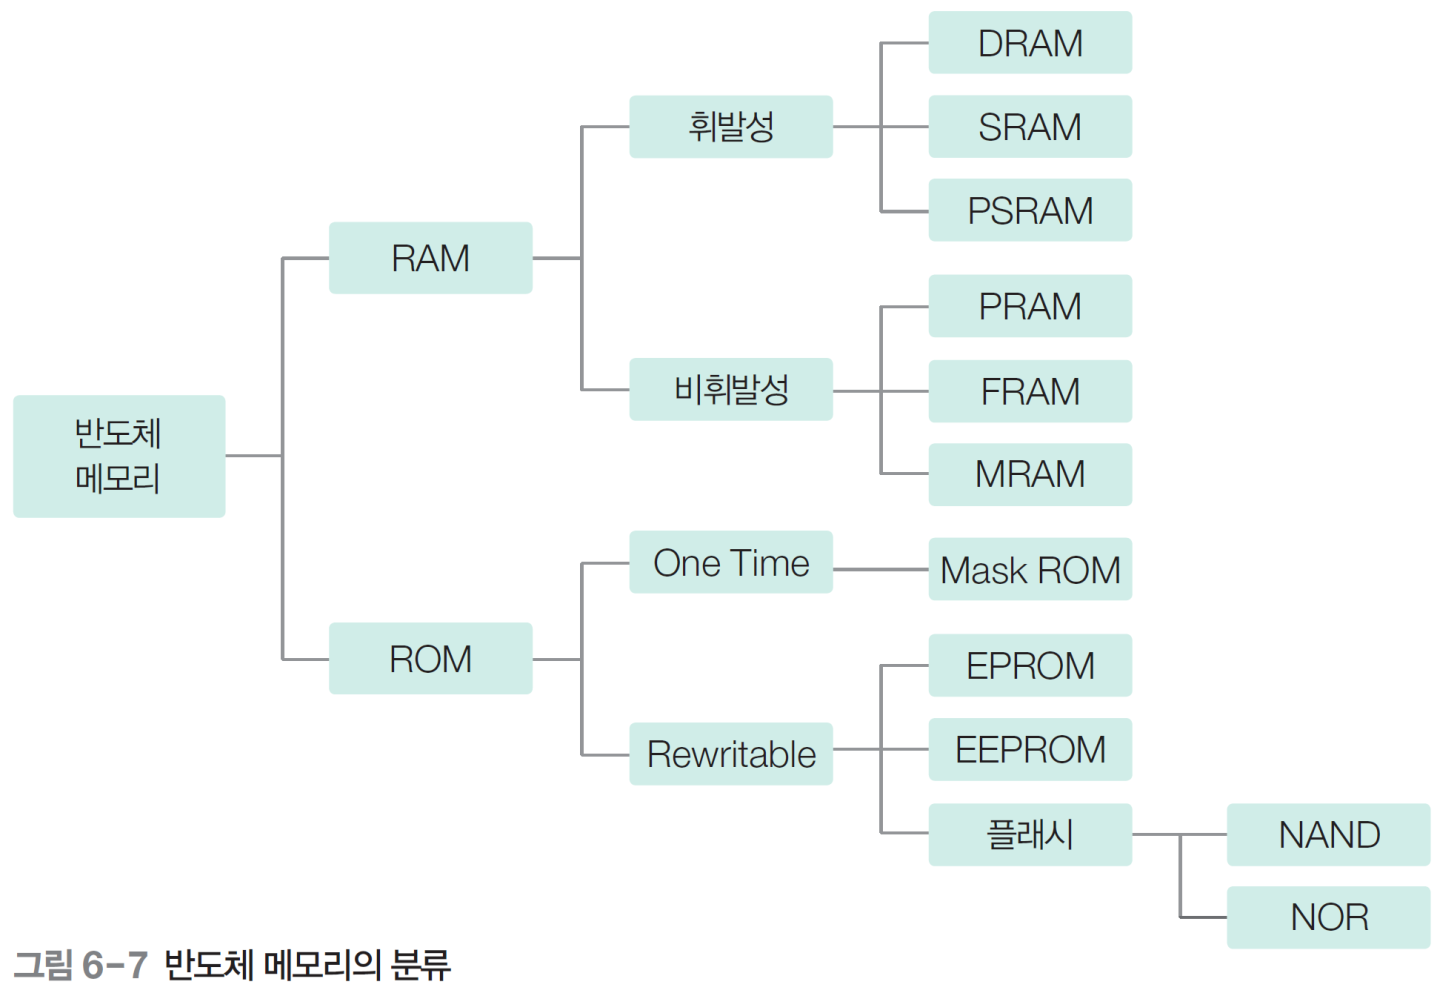 반도체
메모리
RAM
휘발성
DRAM
SRAM
PSRAM
비휘발성
PRAM
FRAM
MRAM
ROM
One Time
Mask ROM
Rewritable
EPROM
EEPROM
플래시
NAND
NOR
그림 6-7 반도체 메모리의 분류